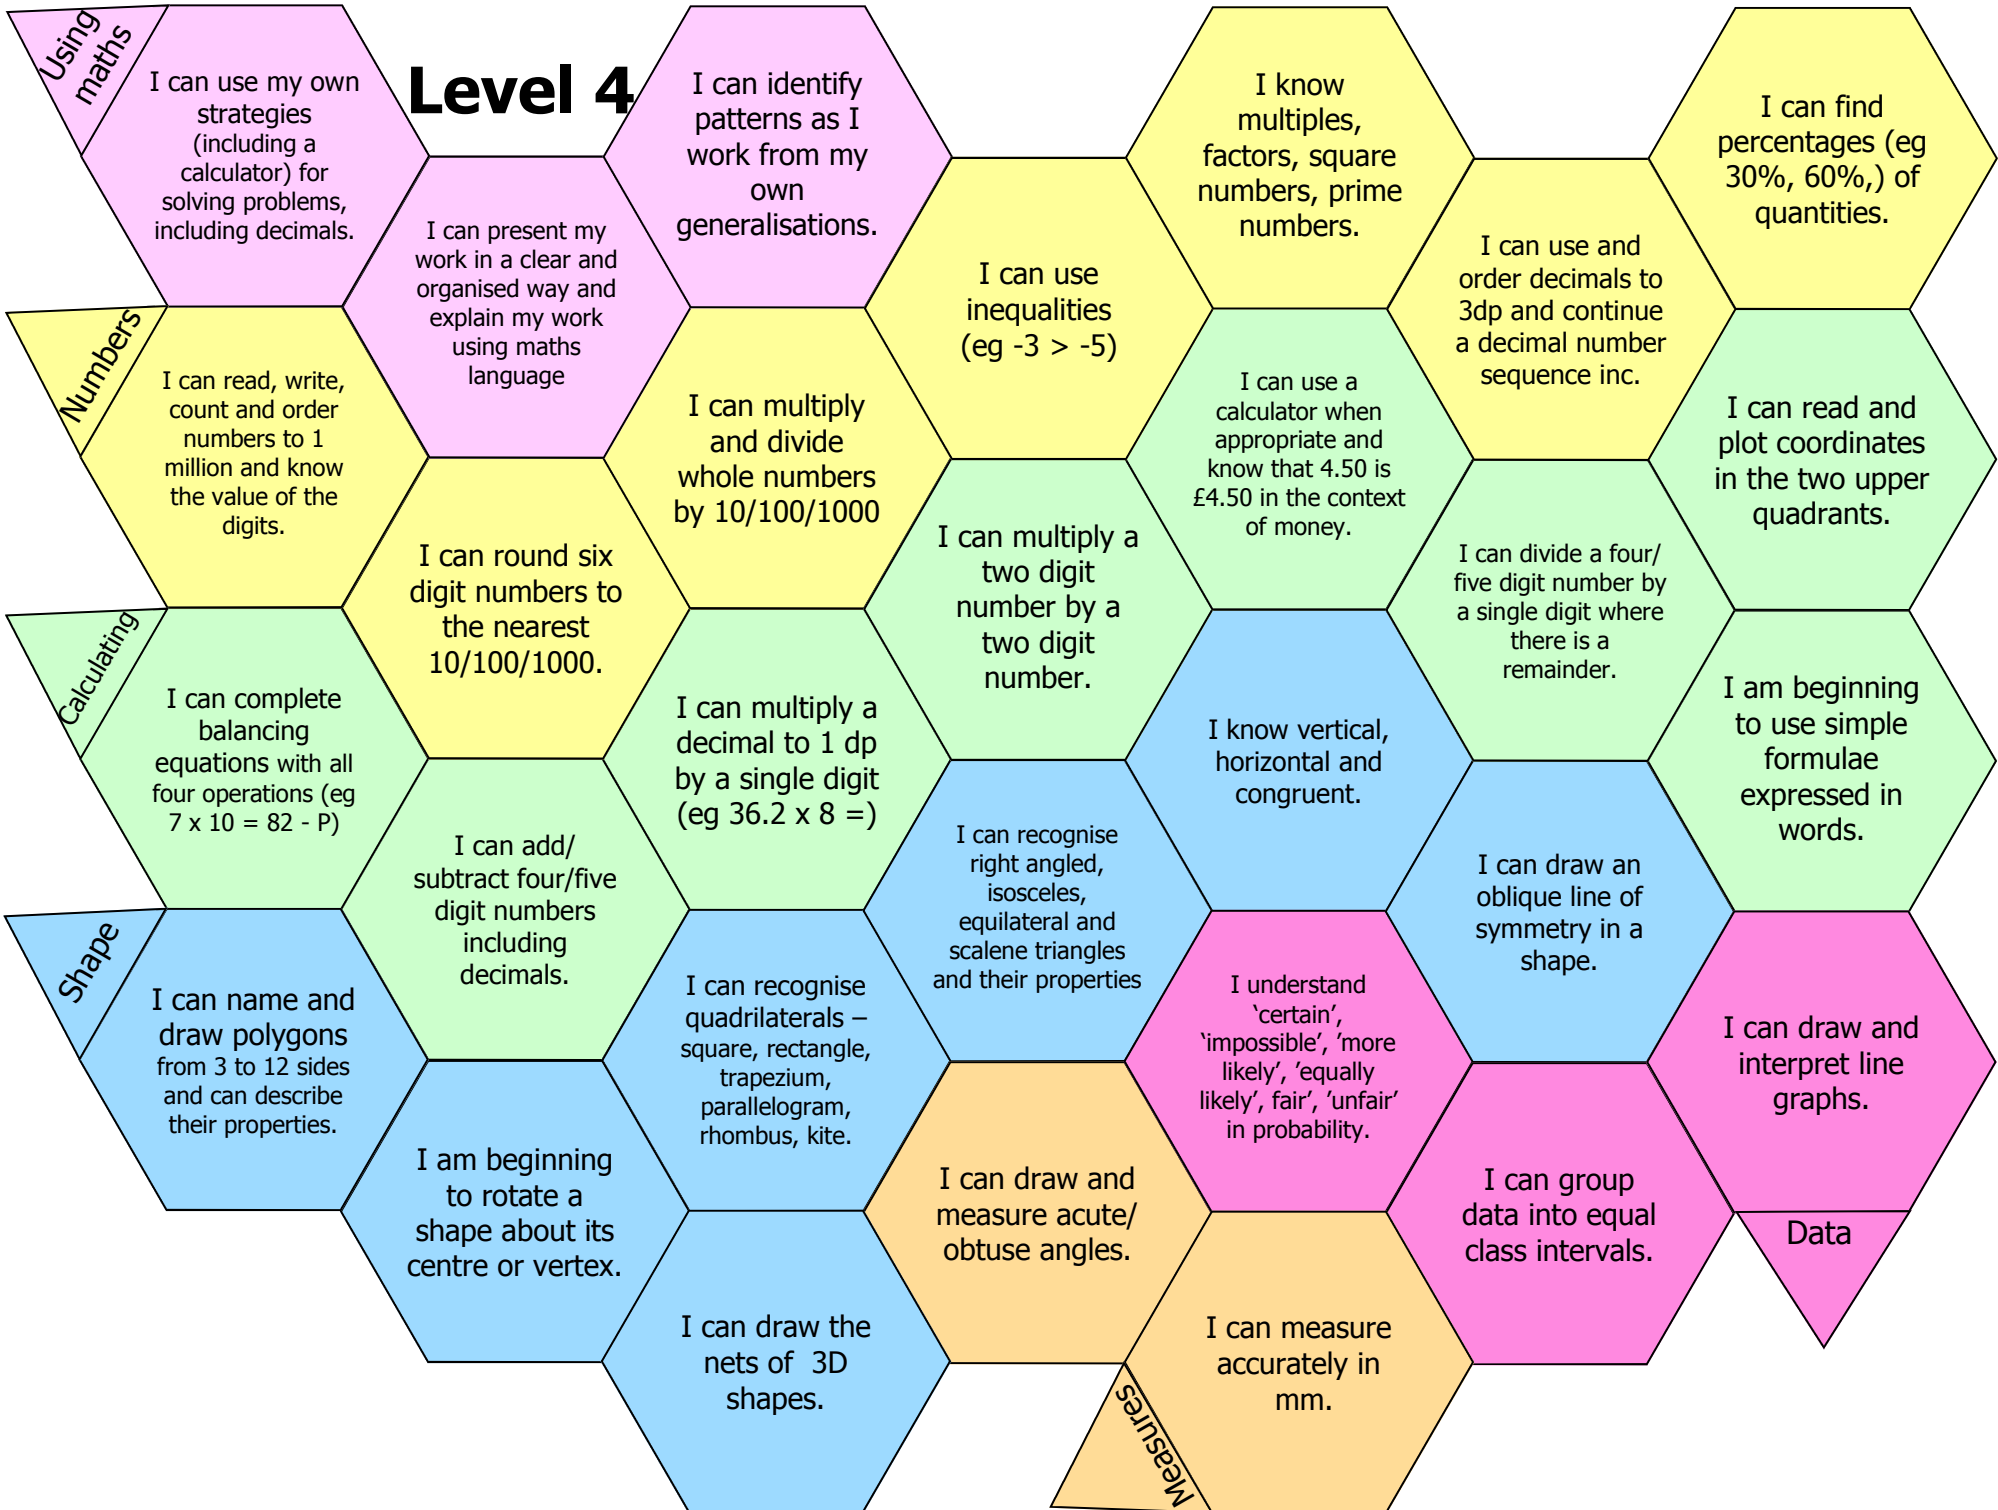 Using
maths
Level 4
I can use my own
strategies
(including a
calculator) for
solving problems,
including decimals.
I can present my
work in a clear and
organised way and
explain my work
using maths
language
I can identify
patterns as I
work from my
own
generalisations.
I can use
inequalities
(eg -3 > -5)
I know
multiples,
factors, square
numbers, prime
numbers.
I can use and
order decimals to
3dp and continue
a decimal number
sequence inc.
I can find
percentages (eg
30%, 60%,) of
quantities.
Numbers
I can read, write,
count and order
numbers to 1
million and know
the value of the
digits.
I can round six
digit numbers to
the nearest
10/100/1000.
I can multiply
and divide
whole numbers
by 10/100/1000
I can multiply a
two digit
number by a
two digit
number.
I can use a
calculator when
appropriate and
know that 4.50 is
£4.50 in the context
of money.
I can divide a four/
five digit number by
a single digit where
there is a
remainder.
I can read and
plot coordinates
in the two upper
quadrants.
Calculating
I can complete
balancing
equations with all
four operations (eg
7 x 10 = 82 - P)
I can add/
subtract four/five
digit numbers
including
decimals.
I can multiply a
decimal to 1 dp
by a single digit
(eg 36.2 x 8 =)
I can recognise
right angled,
isosceles,
equilateral and
scalene triangles
and their properties
I know vertical,
horizontal and
congruent.
I can draw an
oblique line of
symmetry in a
shape.
I am beginning
to use simple
formulae
expressed in
words.
Shape
I can name and
draw polygons
from 3 to 12 sides
and can describe
their properties.
I am beginning
to rotate a
shape about its
centre or vertex.
I can recognise
quadrilaterals –
square, rectangle,
trapezium,
parallelogram,
rhombus, kite.
I can draw and
measure acute/
obtuse angles.
I understand
‘certain’,
‘impossible’, ’more
likely’, ’equally
likely’, fair’, ’unfair’
in probability.
I can group
data into equal
class intervals.
I can draw and
interpret line
graphs.
Data
I can draw the
nets of  3D
shapes.
I can measure
accurately in
mm.
Measures